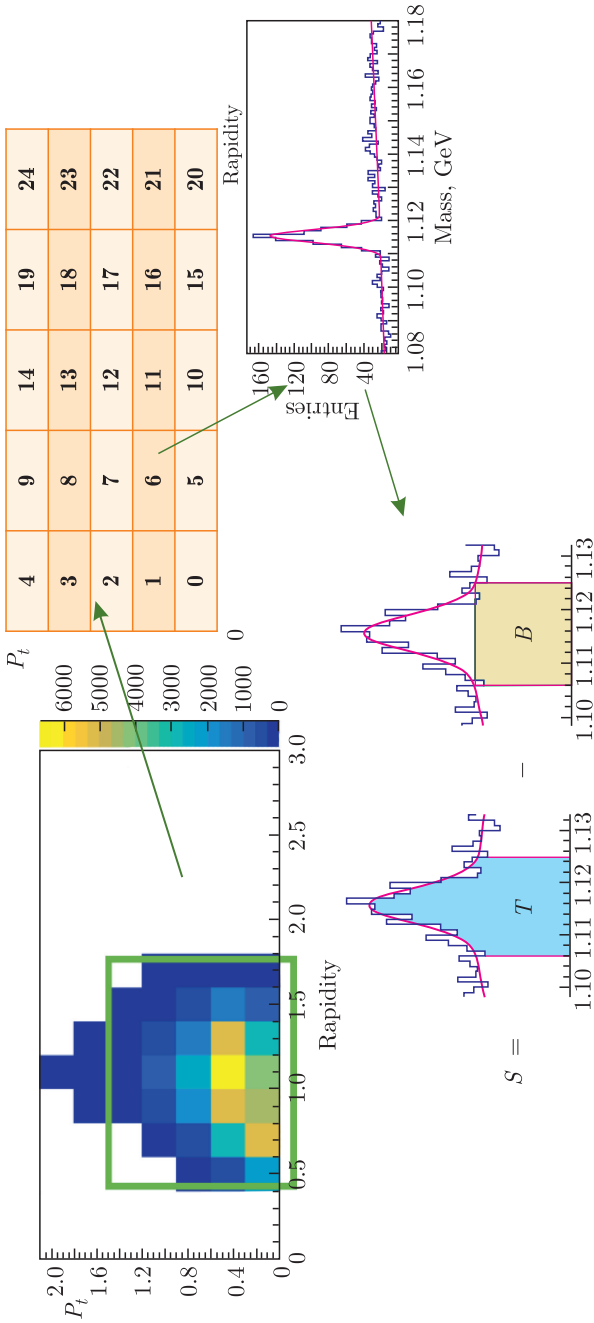 P_t
2.0
1.6
1.2
0.8
0.4
0
0 0.5 1.0 1.5 2.0 2.5 3.0
Rapidity
6000
5000
4000
3000
2000
1000
0
P_t
4 9 14 19 24
3 8 13 18 23
2 7 12 17 22
1 6 11 16 21
0 5 10 15 20
0
Rapidity
Entries
160
120
80
40
1.08 1.10 1.12 1.14 1.16 1.18
Mass, GeV
S =
T
1.10 1.11 1.12 1.13
−
B
1.10 1.11 1.12 1.13